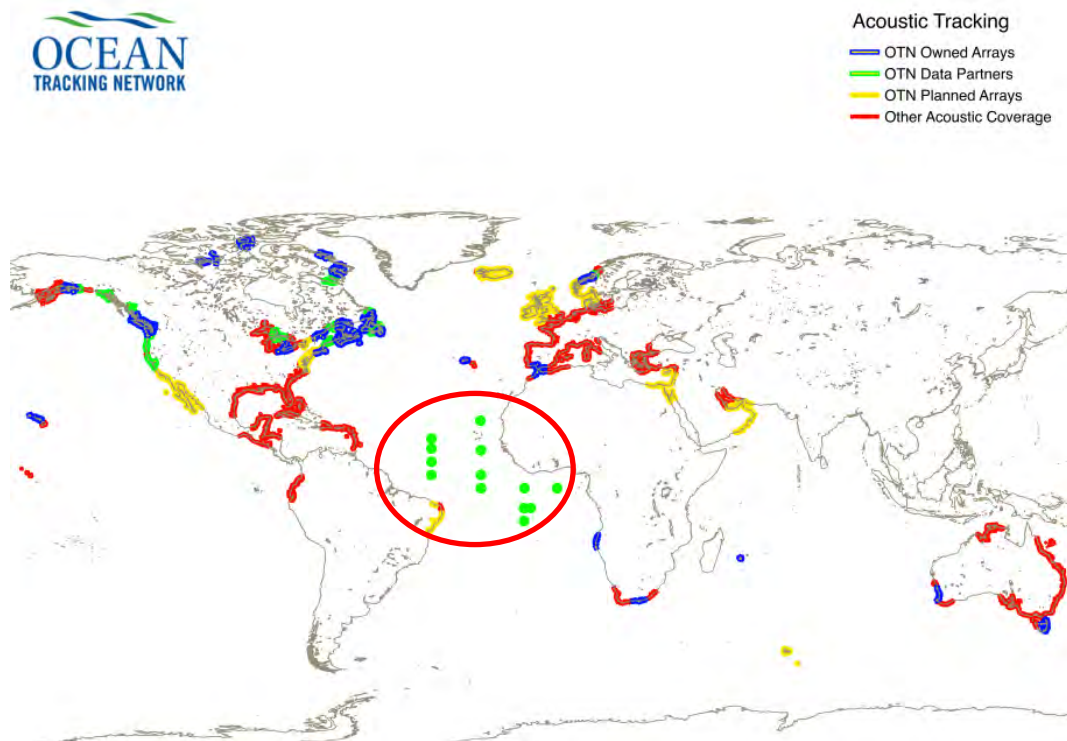 OCEAN
TRACKING NETWORK
Acoustic Tracking
OTN Owned Arrays
OTN Data Partners
OTN Planned Arrays
Other Acoustic Coverage